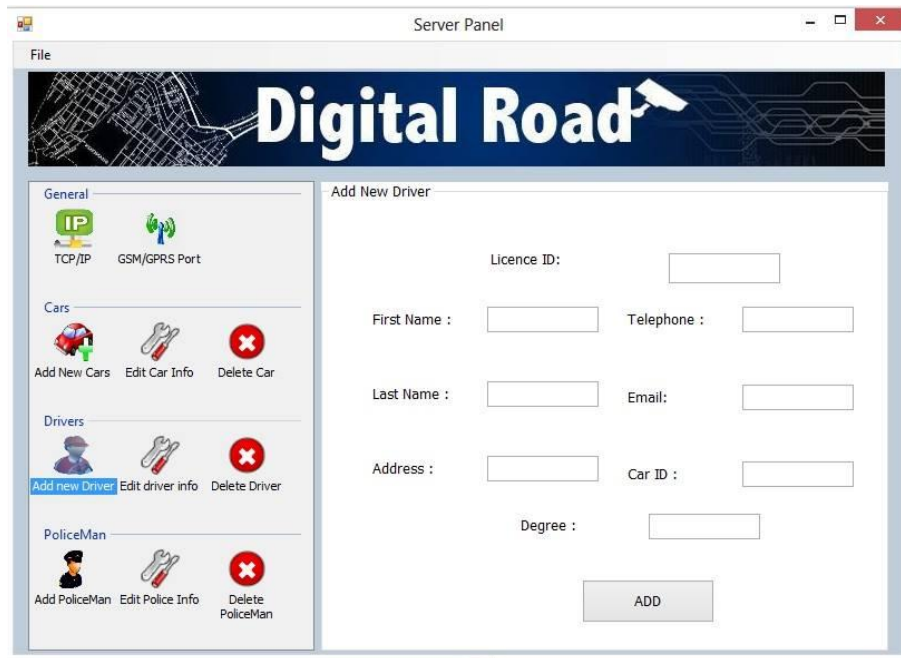 Server Panel
File
Digital Road
General
IP
TCP/IP
GSM/GPRS Port
Cars
Add New Cars
Edit Car Info
Delete Car
Drivers
Add new Driver
Edit driver info
Delete Driver
PoliceMan
Add PoliceMan
Edit Police Info
Delete
PoliceMan
Add New Driver
Licence ID:
First Name :
Telephone :
Last Name :
Email:
Address :
Car ID :
Degree :
ADD